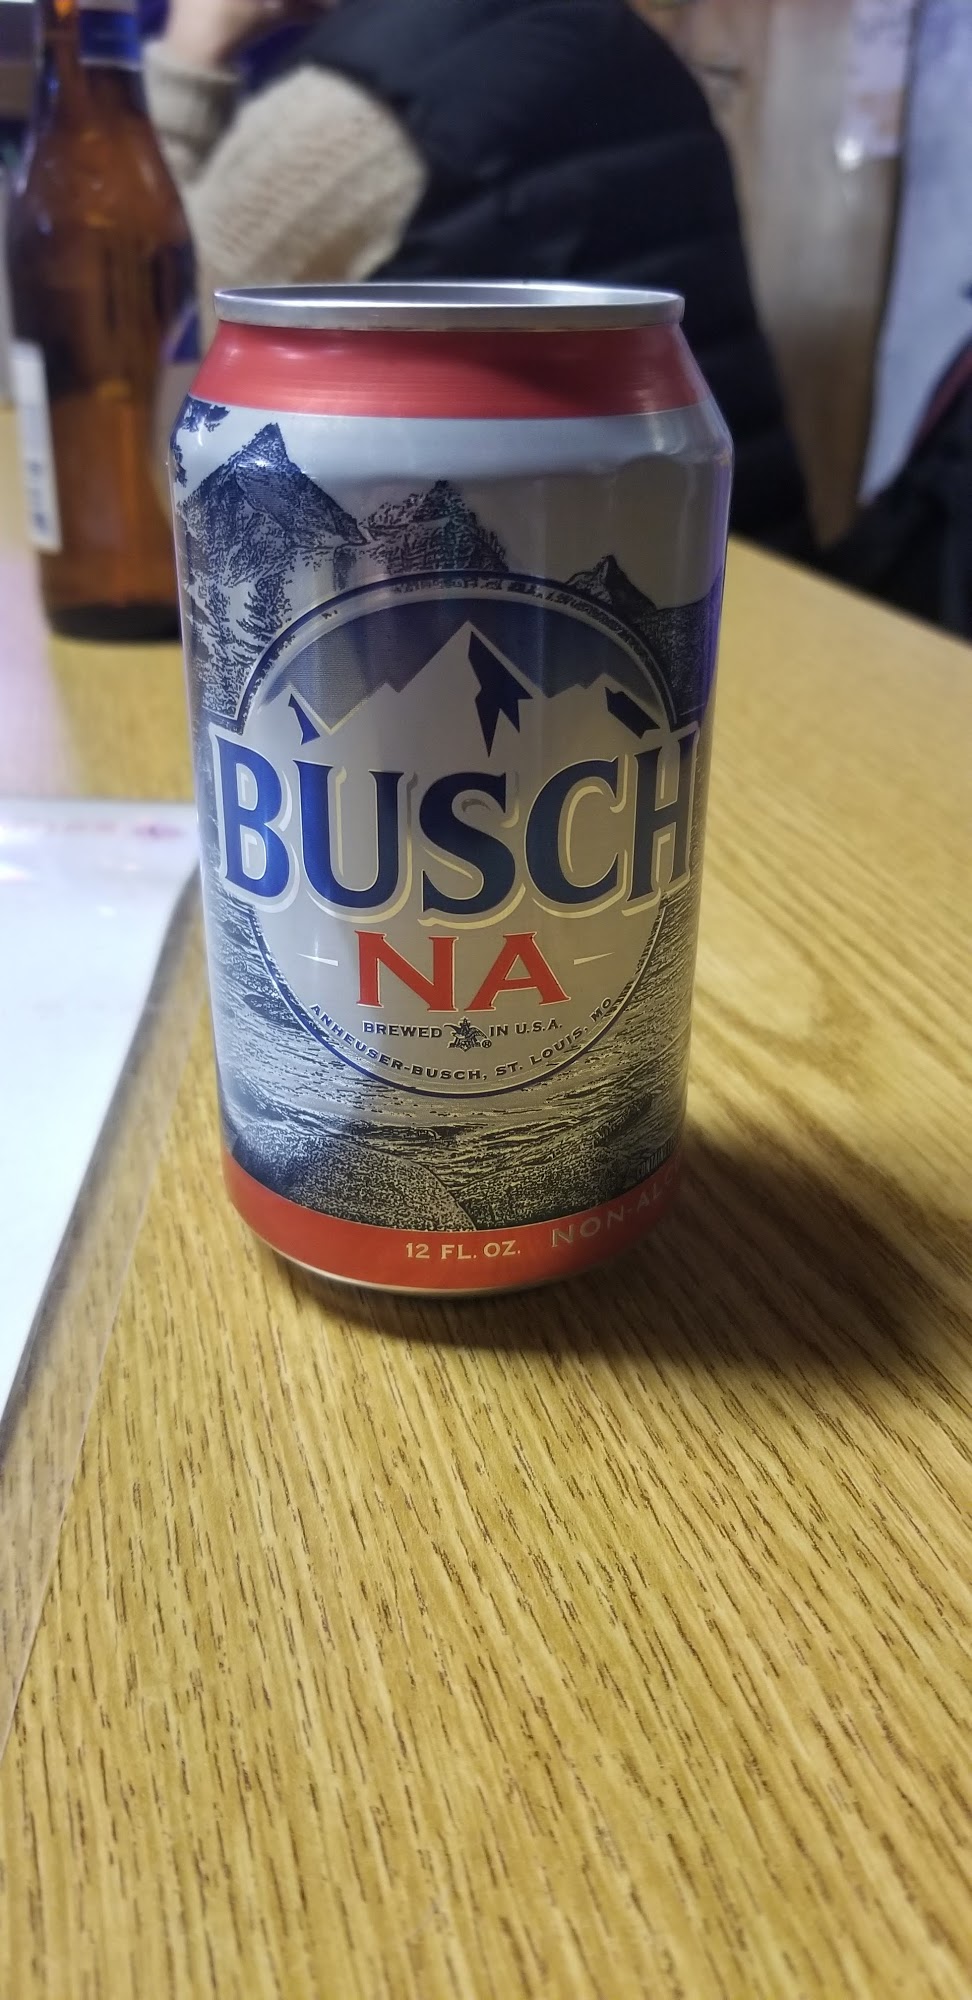 BUSCH
NA
BREWED IN U.S.A.
ANHEUSER-BUSCH, ST. LOUIS, MO
12 FL. OZ.